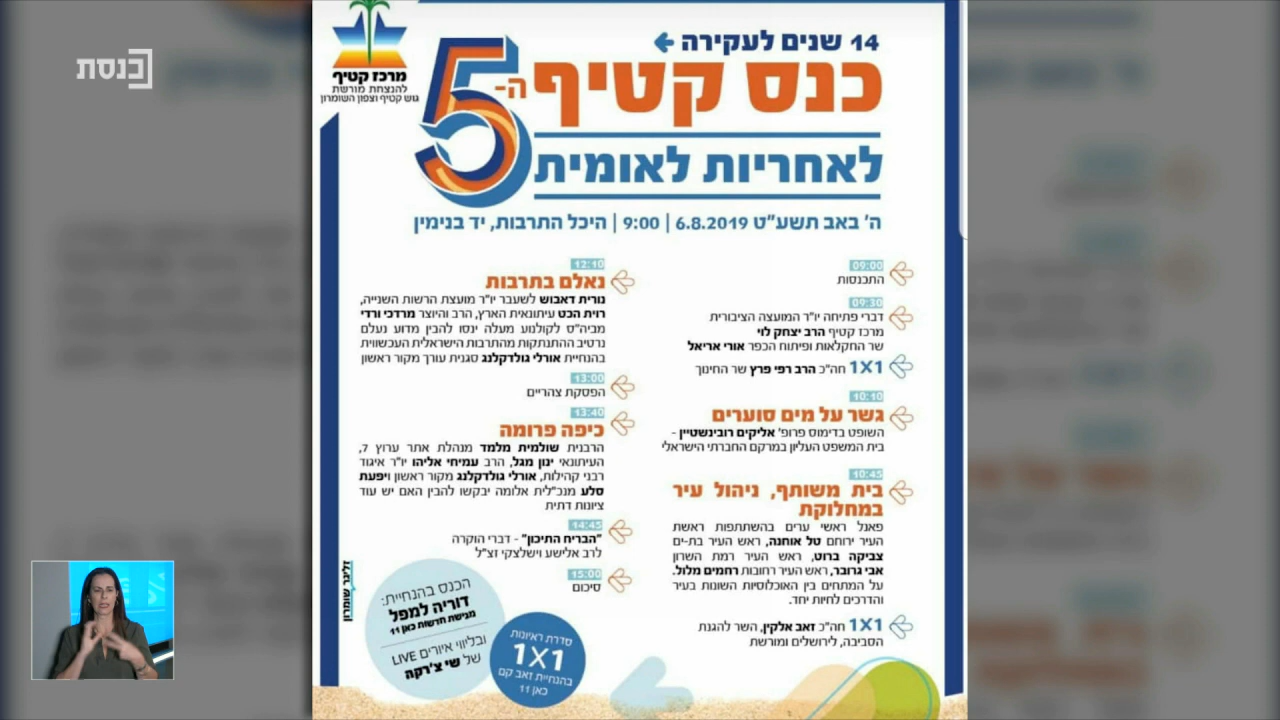 כנסת
מרכז קטיף
להנצחת מורשת
גוש קטיף וצפון השומרון
14 שנים לעקירה
כנס קטיף ה-5
לאחריות לאומית
ה' באב תשע"ט 6.8.2019 | 9:00 | היכל התרבות, יד בנימין
09:00
התכנסות
09:30
דברי פתיחה יו"ר המועצה הציבורית
מרכז קטיף הרב יצחק לוי
שר החקלאות ופיתוח הכפר אורי אריאל
1X1 חה"כ הרב רפי פרץ שר החינוך
10:10
גשר על מים סוערים
השופט בדימוס פרופ' אליקים רובינשטיין -
בית המשפט העליון במרקם החברתי הישראלי
10:45
בית משותף, ניהול עיר
במחלוקת
פאנל ראשי ערים בהשתתפות ראשת
העיר ירוחם טל אוחנה, ראש העיר בת-ים
צביקה ברוט, ראש העיר רמת השרון
אבי גרובר, ראש העיר רחובות רחמים מלול.
על המתחים בין האוכלוסיות השונות בעיר
והדרכים לחיות יחד.
1X1 חה"כ זאב אלקין, השר להגנת
הסביבה, לירושלים ומורשת
12:10
נאלם בתרבות
נורית דאבוש לשעבר יו"ר מועצת הרשות השנייה,
רוית הכט עיתונאית הארץ, הרב והיוצר מרדכי ורדי
מביה"ס לקולנוע מעלה ינסו להבין מדוע נעלם
נרטיב ההתנתקות מהתרבות הישראלית העכשווית
בהנחיית אורלי גולדקלנג סגנית עורך מקור ראשון
13:00
הפסקת צהריים
13:40
כיפה פרומה
הרבנית שולמית מלמד מנהלת אתר ערוץ 7,
העיתונאי ינון מגל, הרב עמיחי אליהו יו"ר איגוד
רבני קהילות, אורלי גולדקלנג מקור ראשון ויפעת
סלע מנכ"לית אלומה יבקשו להבין האם יש עוד
ציונות דתית
14:45
"הבריח התיכון" - דברי הוקרה
לרב אלישע וישלצקי זצ"ל
15:00
סיכום
הכנס בהנחיית:
דוריה למפל
מגישת חדשות כאן 11
ובליווי איורים LIVE
של שי צ'רקה
סדרת ראיונות
1X1
בהנחיית זאב קם
כאן 11
זליגר שומרון